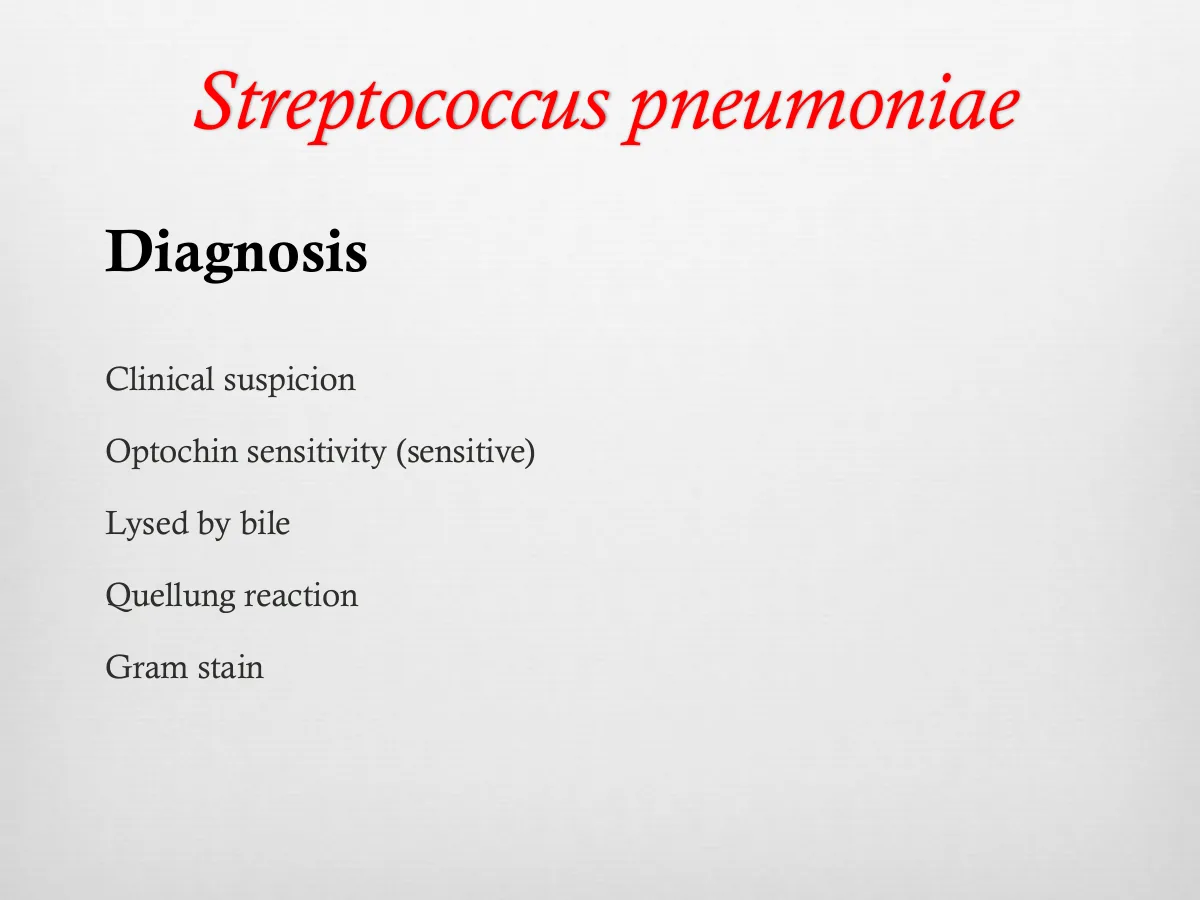 Streptococcus pneumoniae
Diagnosis
Clinical suspicion
Optochin sensitivity (sensitive)
Lysed by bile
Quellung reaction
Gram stain